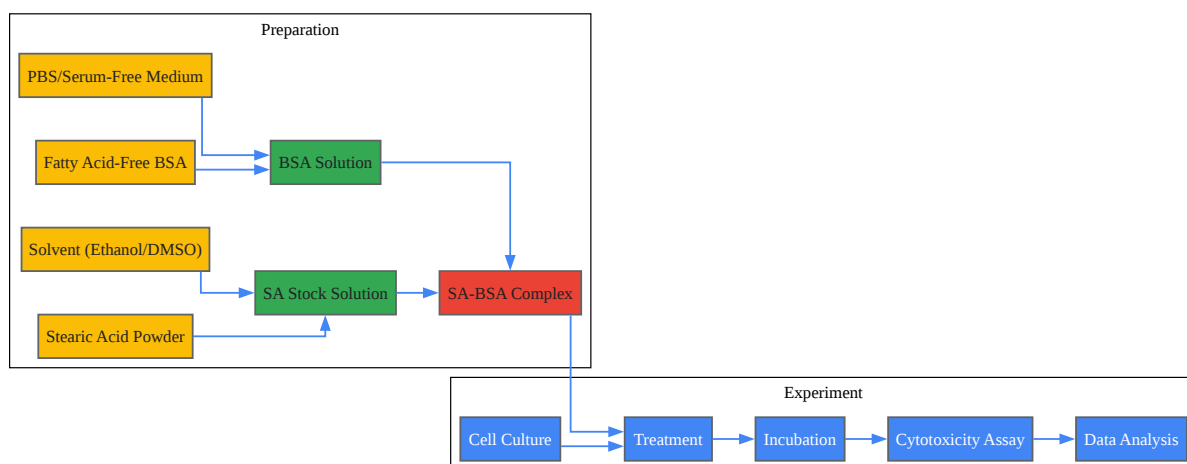 Preparation
PBS/Serum-Free Medium
Fatty Acid-Free BSA
BSA Solution
Solvent (Ethanol/DMSO)
SA Stock Solution
SA-BSA Complex
Stearic Acid Powder
Experiment
Cell Culture
Treatment
Incubation
Cytotoxicity Assay
Data Analysis